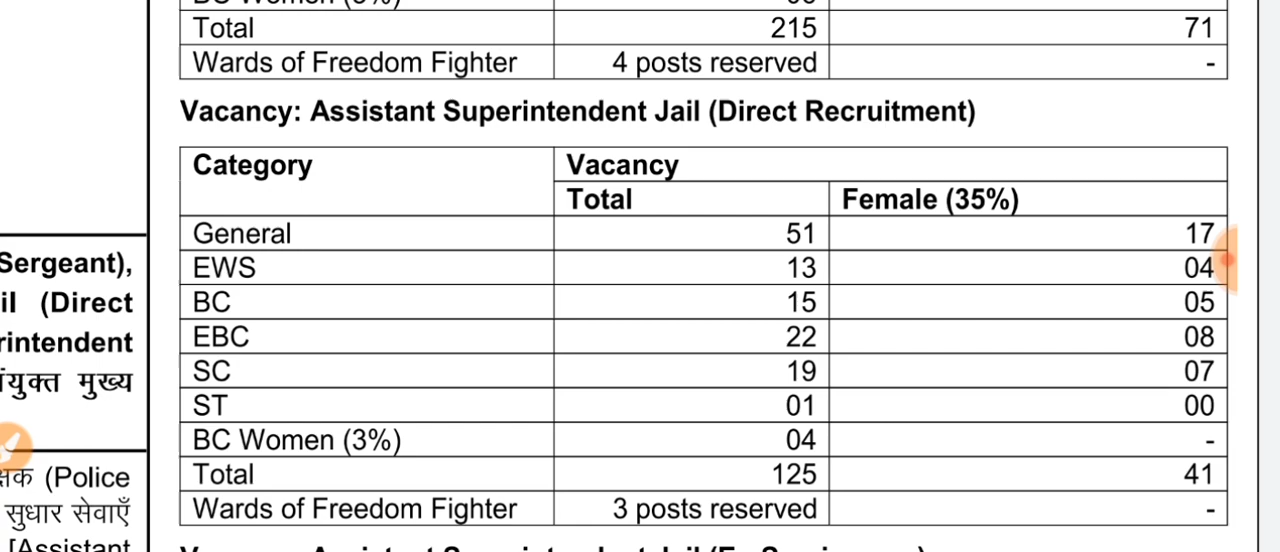 Total 215 71
Wards of Freedom Fighter 4 posts reserved -
Vacancy: Assistant Superintendent Jail (Direct Recruitment)
Category Vacancy
Total Female (35%)
General 51 17
EWS 13 04
BC 15 05
EBC 22 08
SC 19 07
ST 01 00
BC Women (3%) 04 -
Total 125 41
Wards of Freedom Fighter 3 posts reserved -
Sergeant),
il (Direct
rintendent
मुख्य
(Police
सुधार सेवाएँ
[Assistant